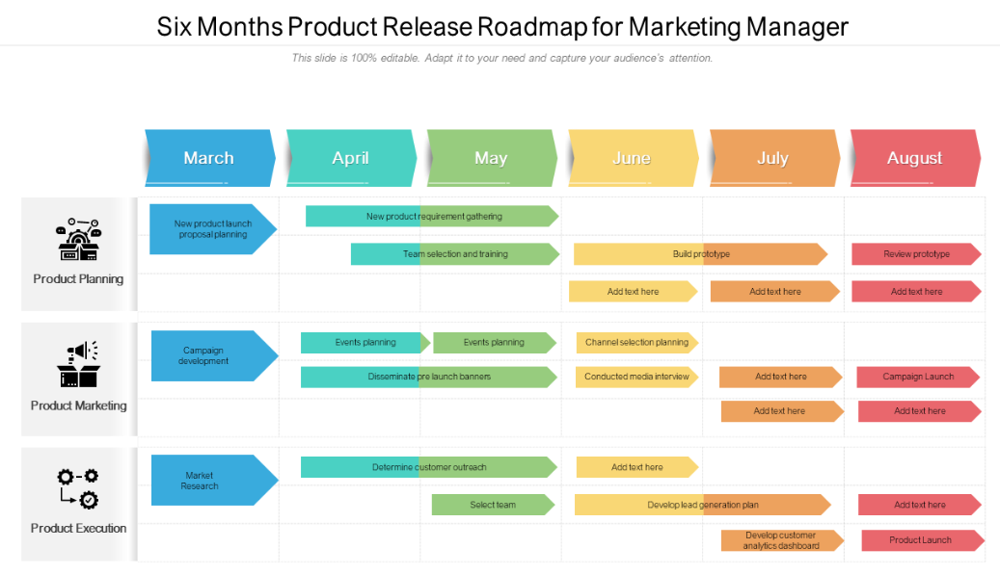 Six Months Product Release Roadmap for Marketing Manager
This slide is 100% editable. Adapt it to your need and capture your audience's attention.
March
April
May
June
July
August
Product Planning
New product launch
proposal planning
New product requirement gathering
Team selection and training
Build prototype
Review prototype
Add text here
Add text here
Add text here
Product Marketing
Campaign
development
Events planning
Events planning
Channel selection planning
Disseminate pre launch banners
Conducted media interview
Add text here
Campaign Launch
Add text here
Add text here
Product Execution
Market
Research
Determine customer outreach
Add text here
Select team
Develop lead generation plan
Add text here
Develop customer
analytics dashboard
Product Launch